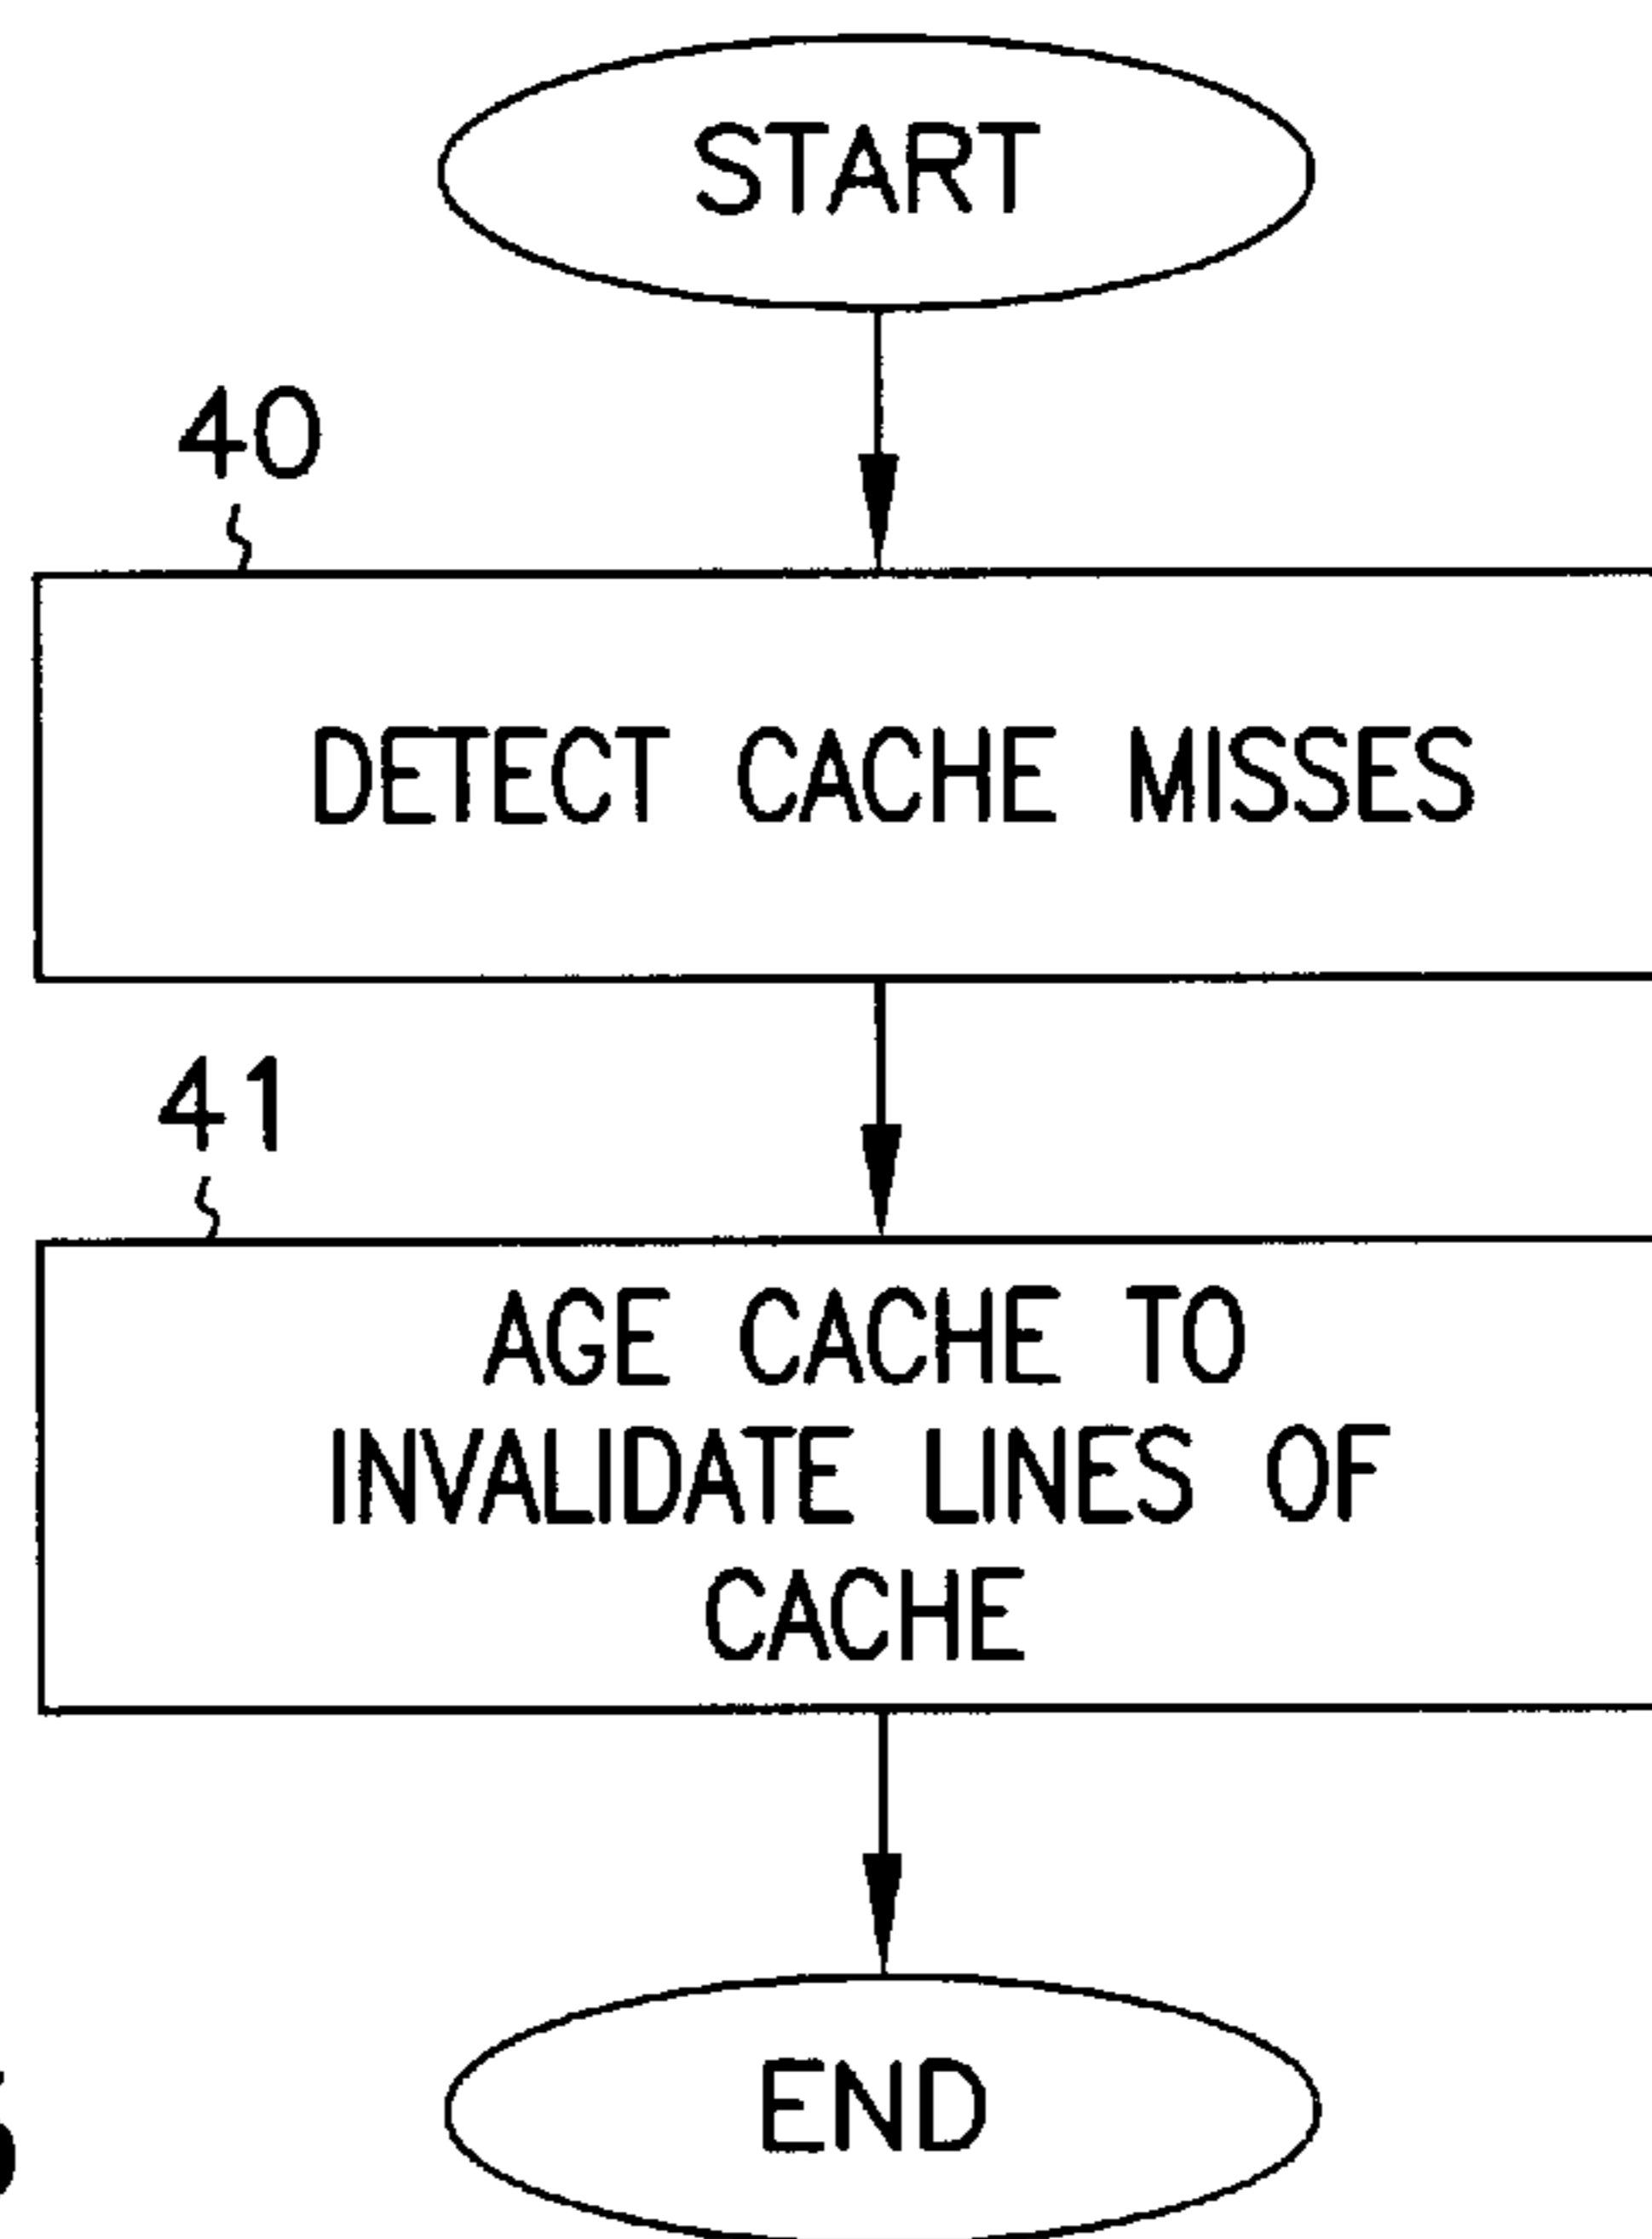 START
40
DETECT CACHE MISSES
41
AGE CACHE TO
INVALIDATE LINES OF
CACHE
END